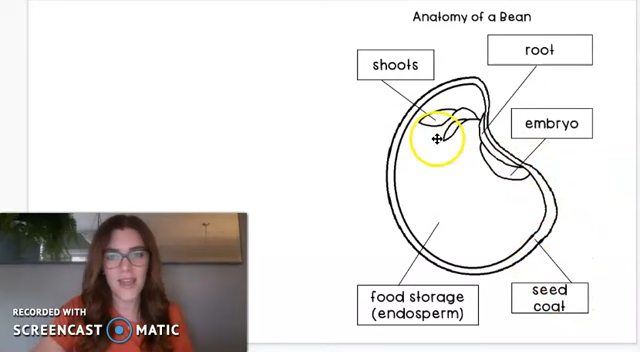 Anatomy of a Bean
root
shoots
embryo
food storage
(endosperm)
seed
coat
RECORDED WITH
SCREENCAST MATIC